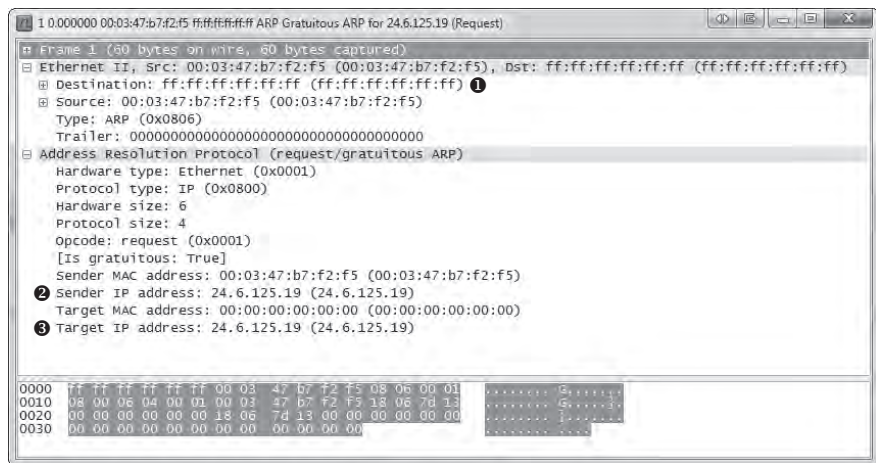 1 0.000000 00:03:47:b7:f2:f5 ff:ff:ff:ff:ff:ff ARP Gratuitous ARP for 24.6.125.19 (Request)
Frame 1 (60 bytes on wire, 60 bytes captured)
Ethernet II, Src: 00:03:47:b7:f2:f5 (00:03:47:b7:f2:f5), Dst: ff:ff:ff:ff:ff:ff (ff:ff:ff:ff:ff:ff)
Destination: ff:ff:ff:ff:ff:ff (ff:ff:ff:ff:ff:ff) ❶
Source: 00:03:47:b7:f2:f5 (00:03:47:b7:f2:f5)
Type: ARP (0x0806)
Trailer: 000000000000000000000000000000000000
Address Resolution Protocol (request/gratuitous ARP)
Hardware type: Ethernet (0x0001)
Protocol type: IP (0x0800)
Hardware size: 6
Protocol size: 4
Opcode: request (0x0001)
[Is gratuitous: True]
Sender MAC address: 00:03:47:b7:f2:f5 (00:03:47:b7:f2:f5)
❷ Sender IP address: 24.6.125.19 (24.6.125.19)
Target MAC address: 00:00:00:00:00:00 (00:00:00:00:00:00)
❸ Target IP address: 24.6.125.19 (24.6.125.19)
0000 ff ff ff ff ff ff 00 03 47 b7 f2 f5 08 06 00 01 ........ G.......
0010 08 00 06 04 00 01 00 03 47 b7 f2 f5 18 06 7d 13 ........ G.....}.
0020 00 00 00 00 00 00 18 06 7d 13 00 00 00 00 00 00 ........ }.......
0030 00 00 00 00 00 00 00 00 00 00 00 00 ........ ....